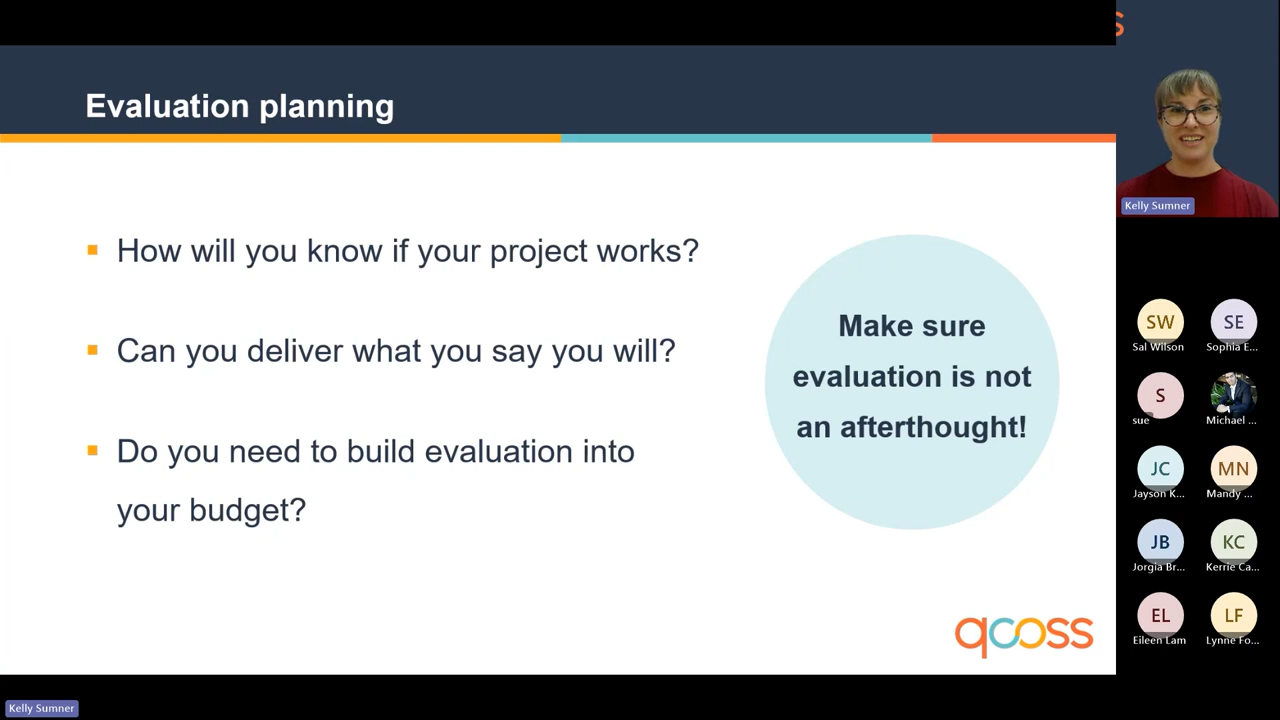 Evaluation planning
How will you know if your project works?
Can you deliver what you say you will?
Do you need to build evaluation into
your budget?
Make sure
evaluation is not
an afterthought!
qcoss
Kelly Sumner
SW
Sal Wilson
SE
Sophia E...
S
sue
Michael ...
JC
Jayson K...
MN
Mandy ...
JB
Jorgia Br...
KC
Kerrie Ca...
EL
Eileen Lam
LF
Lynne Fo...
Kelly Sumner